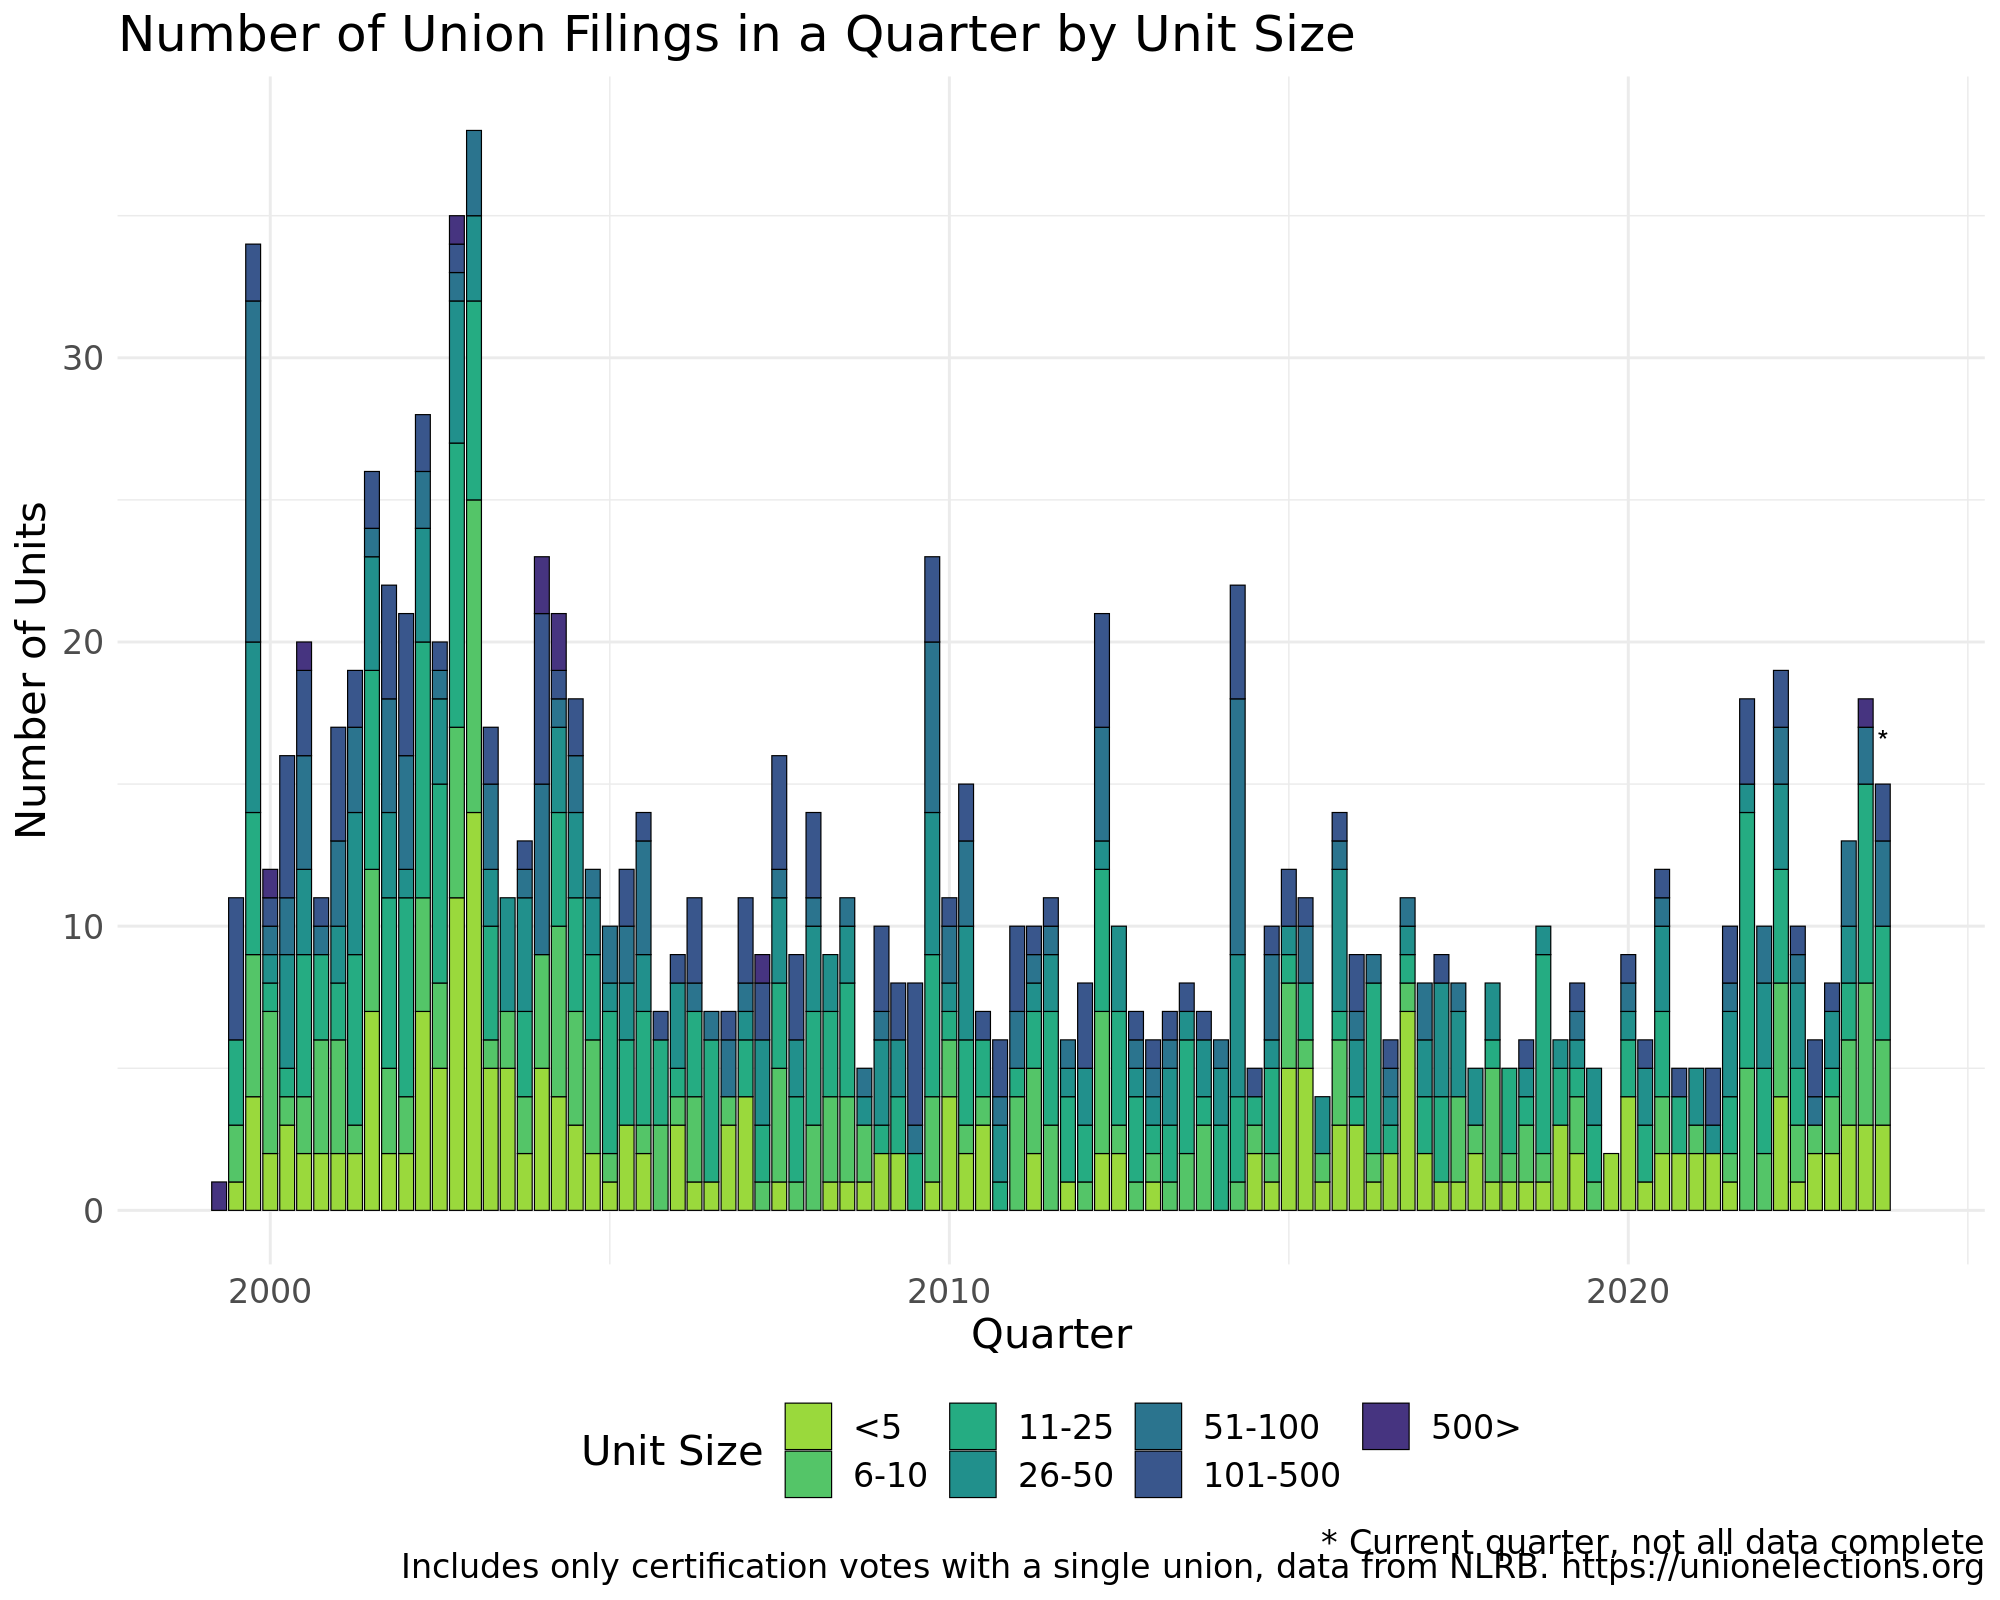 Number of Union Filings in a Quarter by Unit Size
Number of Units
30
20
10
0
*
2000 2010 2020
Quarter
Unit Size
<5 11-25 51-100 500>
6-10 26-50 101-500
* Current quarter, not all data complete
Includes only certification votes with a single union, data from NLRB. https://unionelections.org